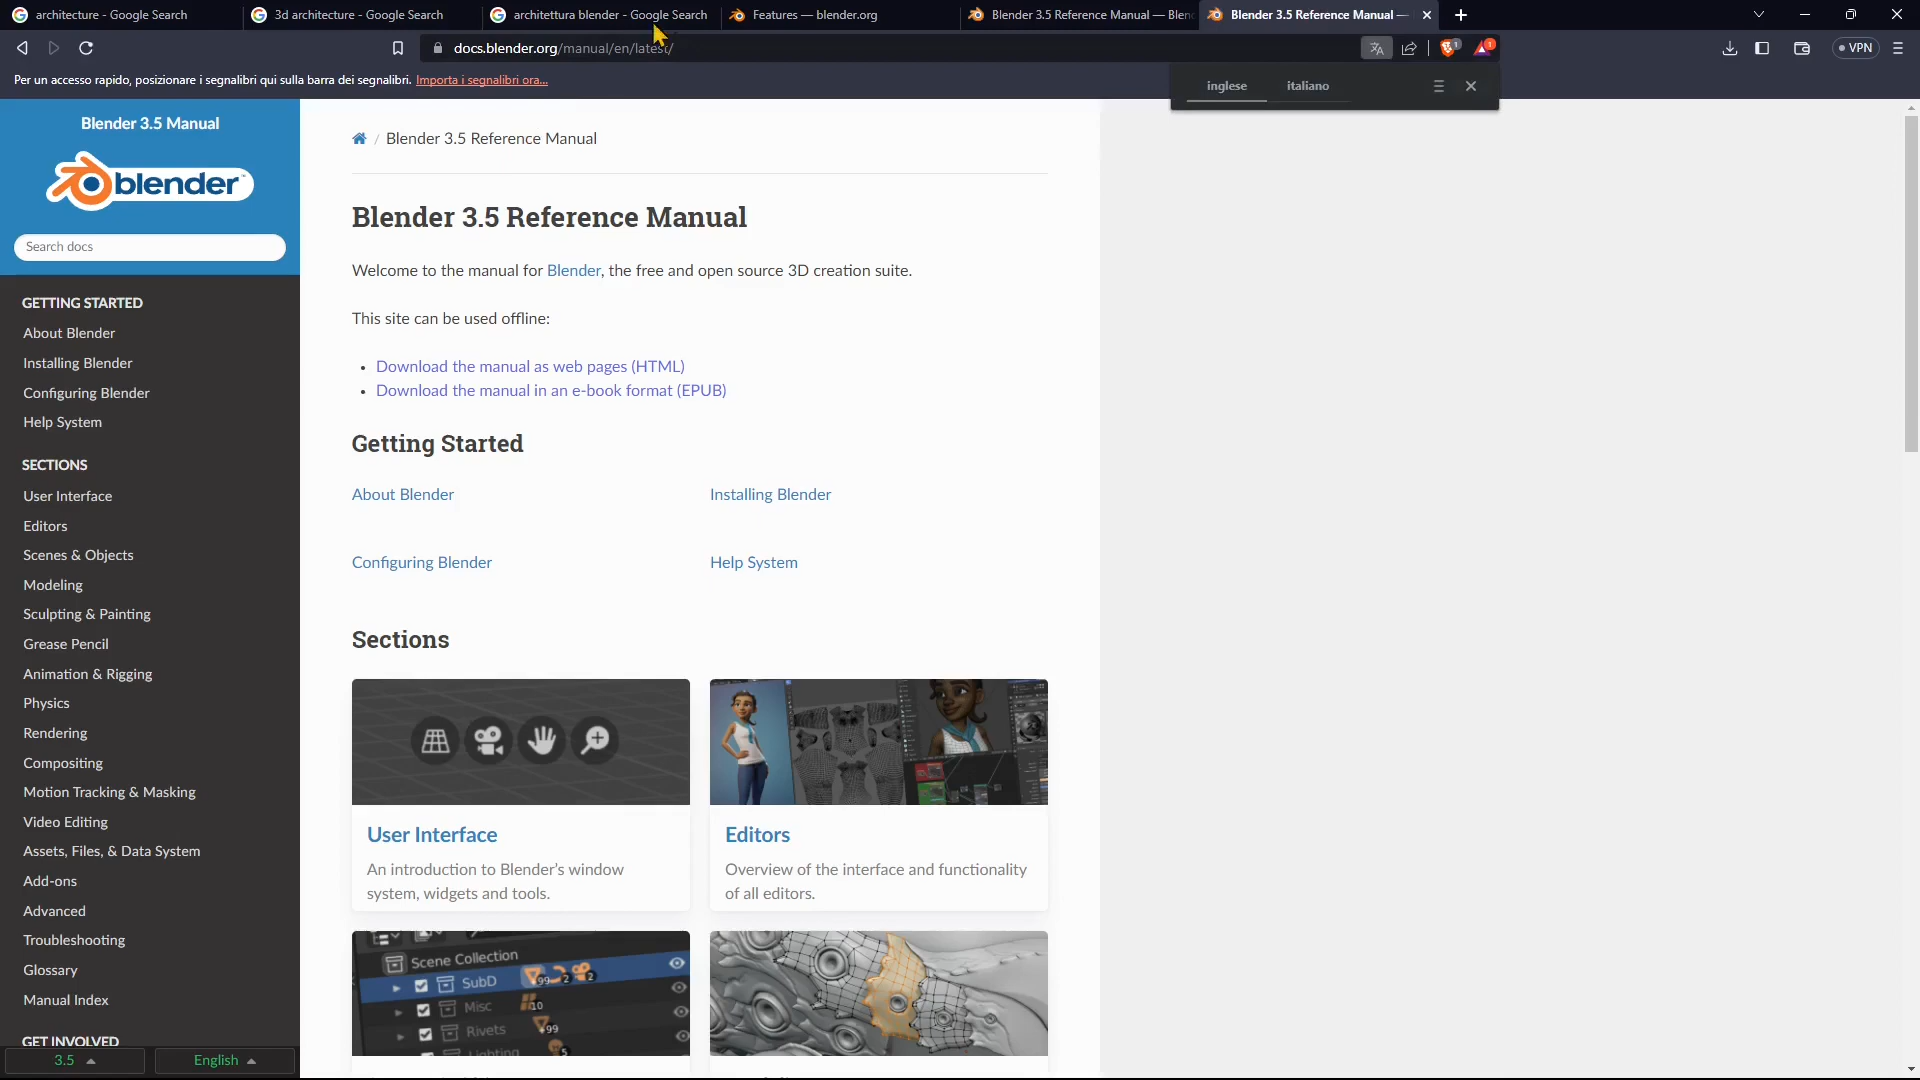 architecture - Google Search
3d architecture - Google Search
architettura blender - Google Search
Features — blender.org
Blender 3.5 Reference Manual — Blen
Blender 3.5 Reference Manual —
docs.blender.org/manual/en/latest/
VPN
Per un accesso rapido, posizionare i segnalibri qui sulla barra dei segnalibri. Importa i segnalibri ora...
inglese italiano
Blender 3.5 Manual
blender
Search docs
GETTING STARTED
About Blender
Installing Blender
Configuring Blender
Help System
SECTIONS
User Interface
Editors
Scenes & Objects
Modeling
Sculpting & Painting
Grease Pencil
Animation & Rigging
Physics
Rendering
Compositing
Motion Tracking & Masking
Video Editing
Assets, Files, & Data System
Add-ons
Advanced
Troubleshooting
Glossary
Manual Index
GET INVOLVED
3.5
English
/ Blender 3.5 Reference Manual
Blender 3.5 Reference Manual
Welcome to the manual for Blender, the free and open source 3D creation suite.
This site can be used offline:
• Download the manual as web pages (HTML)
• Download the manual in an e-book format (EPUB)
Getting Started
About Blender
Installing Blender
Configuring Blender
Help System
Sections
User Interface
An introduction to Blender's window
system, widgets and tools.
Editors
Overview of the interface and functionality
of all editors.
Scene Collection
SubD 99 2 2
Misc 10
Rivets 99
Lighting 5